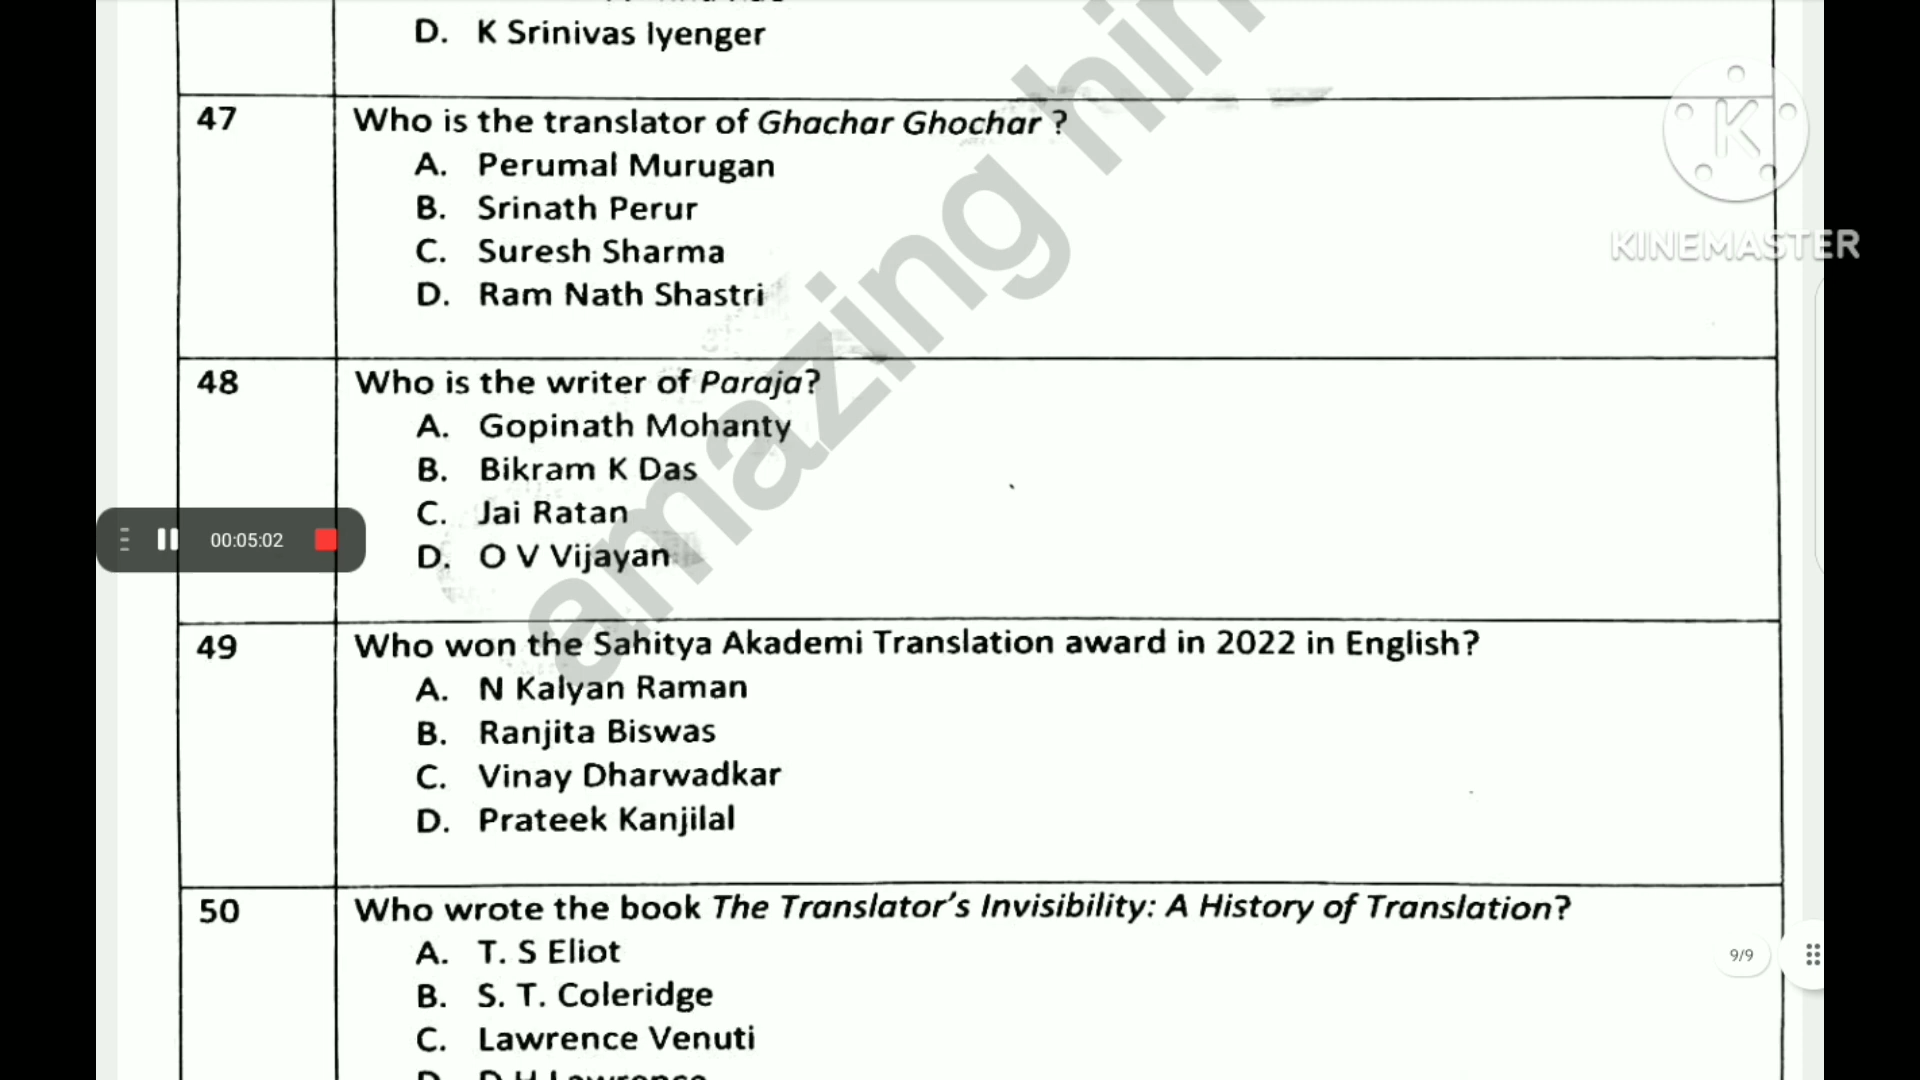 D. K Srinivas Iyenger
47 Who is the translator of Ghachar Ghochar ?
A. Perumal Murugan
B. Srinath Perur
C. Suresh Sharma
D. Ram Nath Shastri
48 Who is the writer of Paraja?
A. Gopinath Mohanty
B. Bikram K Das
C. Jai Ratan
D. O V Vijayan
49 Who won the Sahitya Akademi Translation award in 2022 in English?
A. N Kalyan Raman
B. Ranjita Biswas
C. Vinay Dharwadkar
D. Prateek Kanjilal
50 Who wrote the book The Translator's Invisibility: A History of Translation?
A. T. S Eliot
B. S. T. Coleridge
C. Lawrence Venuti
D. D H Lawrence
amazing hin
K
KINEMASTER
00:05:02
9/9